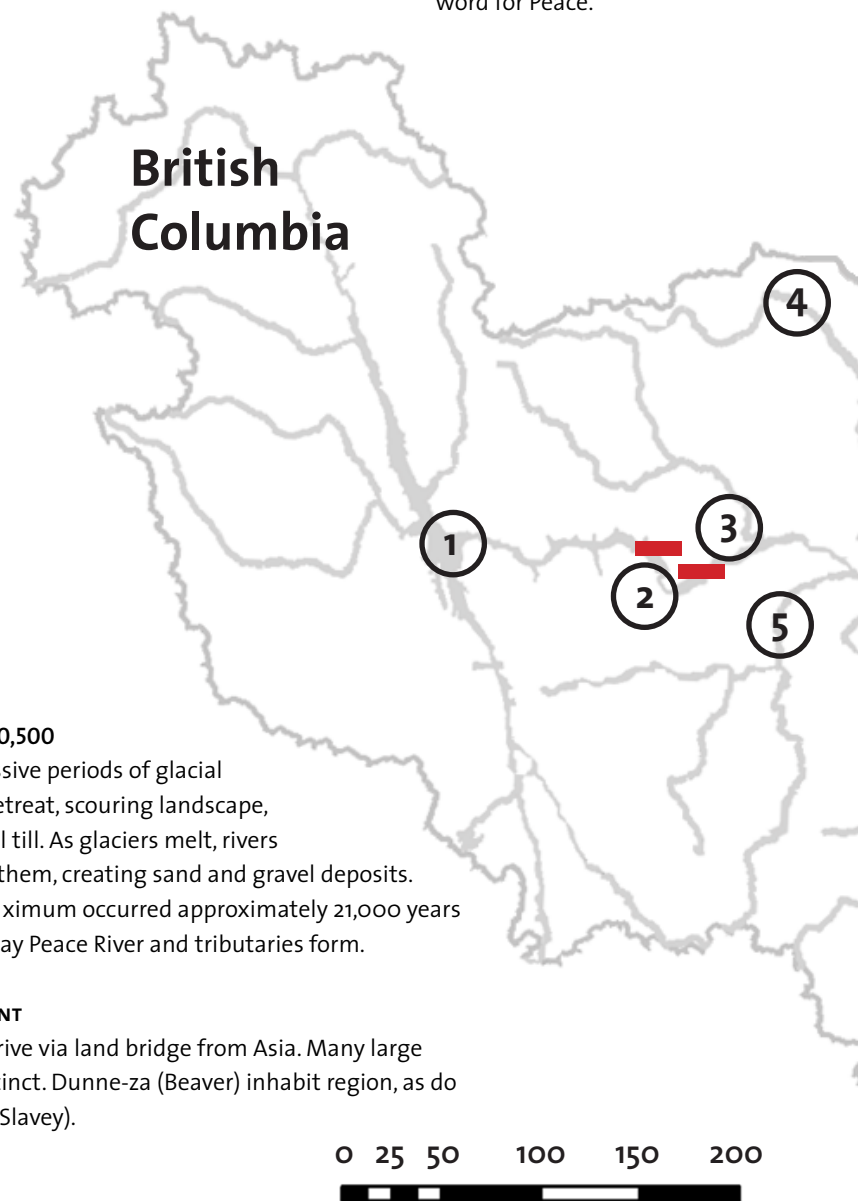 word for Peace.
British
Columbia
4
3
1
2
5
0,500
ssive periods of glacial
etreat, scouring landscape,
l till. As glaciers melt, rivers
them, creating sand and gravel deposits.
ximum occurred approximately 21,000 years
ay Peace River and tributaries form.
NT
rive via land bridge from Asia. Many large
tinct. Dunne-za (Beaver) inhabit region, as do
Slavey).
0 25 50 100 150 200